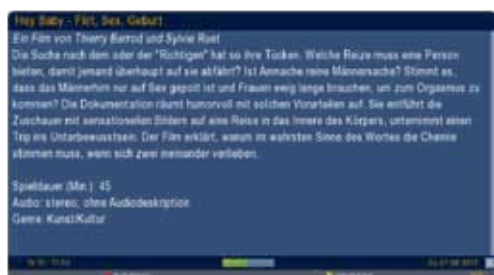 Hey Baby - Flirt, Sex, Geburt
Ein Film von Thierry Berrod und Sylvie Rust
Die Suche nach dem oder der "Richtigen" hat so ihre Tücken. Welche Reize muss eine Person
bieten, damit jemand überhaupt auf sie abfährt? Ist Anmache reine Männersache? Stimmt es,
dass das Männerhirn nur auf Sex gepolt ist und Frauen ewig lange brauchen, um zum Orgasmus zu
kommen? Die Dokumentation räumt humorvoll mit solchen Vorurteilen auf. Sie entführt die
Zuschauer mit sensationellen Bildern auf eine Reise in das Innere des Körpers, unternimmt einen
Trip ins Unterbewusstsein. Der Film erklärt, warum im wahrsten Sinne des Wortes die Chemie
stimmen muss, wenn sich zwei ineinander verlieben.
Spieldauer (Min.): 45
Audio: stereo, ohne Audiodeskription
Genre: Kunst/Kultur